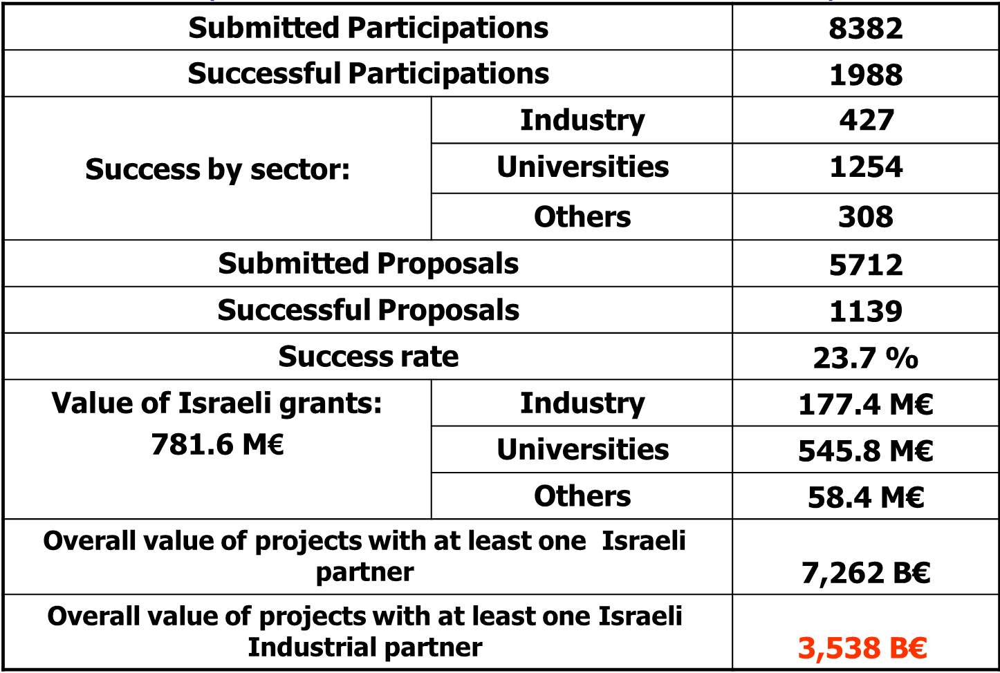 Submitted Participations 8382
Successful Participations 1988
Success by sector:
Industry 427
Universities 1254
Others 308
Submitted Proposals 5712
Successful Proposals 1139
Success rate 23.7 %
Value of Israeli grants:
781.6 M€
Industry 177.4 M€
Universities 545.8 M€
Others 58.4 M€
Overall value of projects with at least one Israeli
partner 7,262 B€
Overall value of projects with at least one Israeli
Industrial partner 3,538 B€